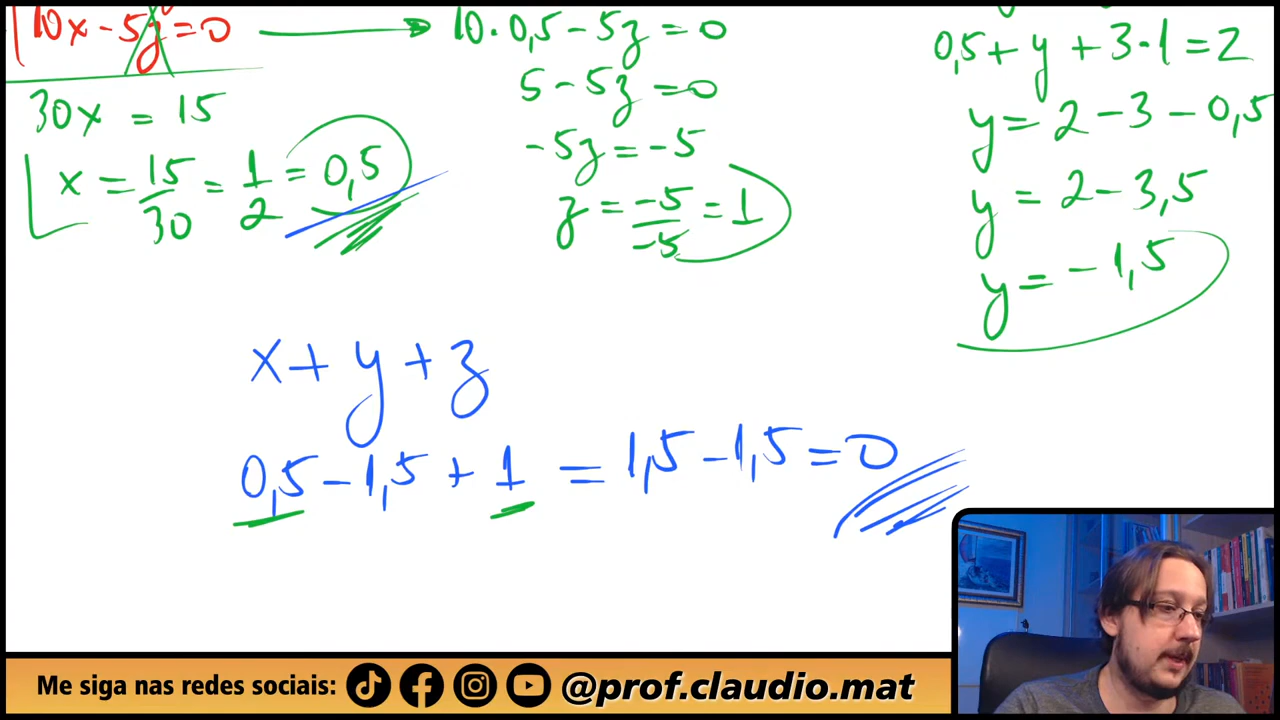 10x - 5z = 0
30x = 15
x = 15/30 = 1/2 = 0,5
10·0,5 - 5z = 0
5 - 5z = 0
-5z = -5
z = -5/-5 = 1
0,5 + y + 3·1 = 2
y = 2 - 3 - 0,5
y = 2 - 3,5
y = -1,5
x + y + z
0,5 - 1,5 + 1 = 1,5 - 1,5 = 0
Me siga nas redes sociais: @prof.claudio.mat